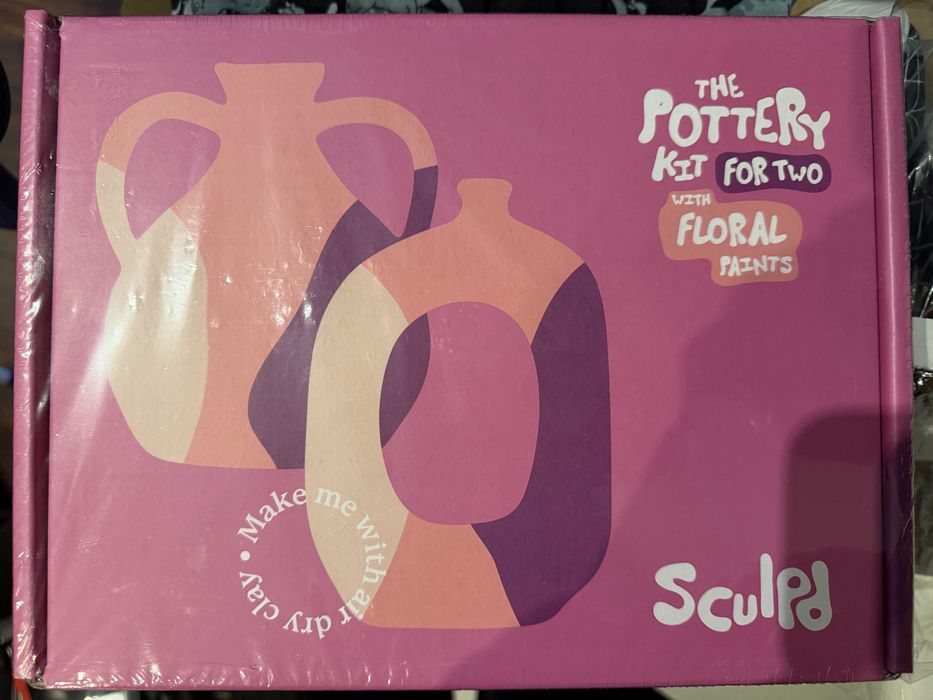 THE
POTTERY
KIT FOR TWO
WITH
FLORAL
PAINTS
• Make me with air dry clay
Sculpd